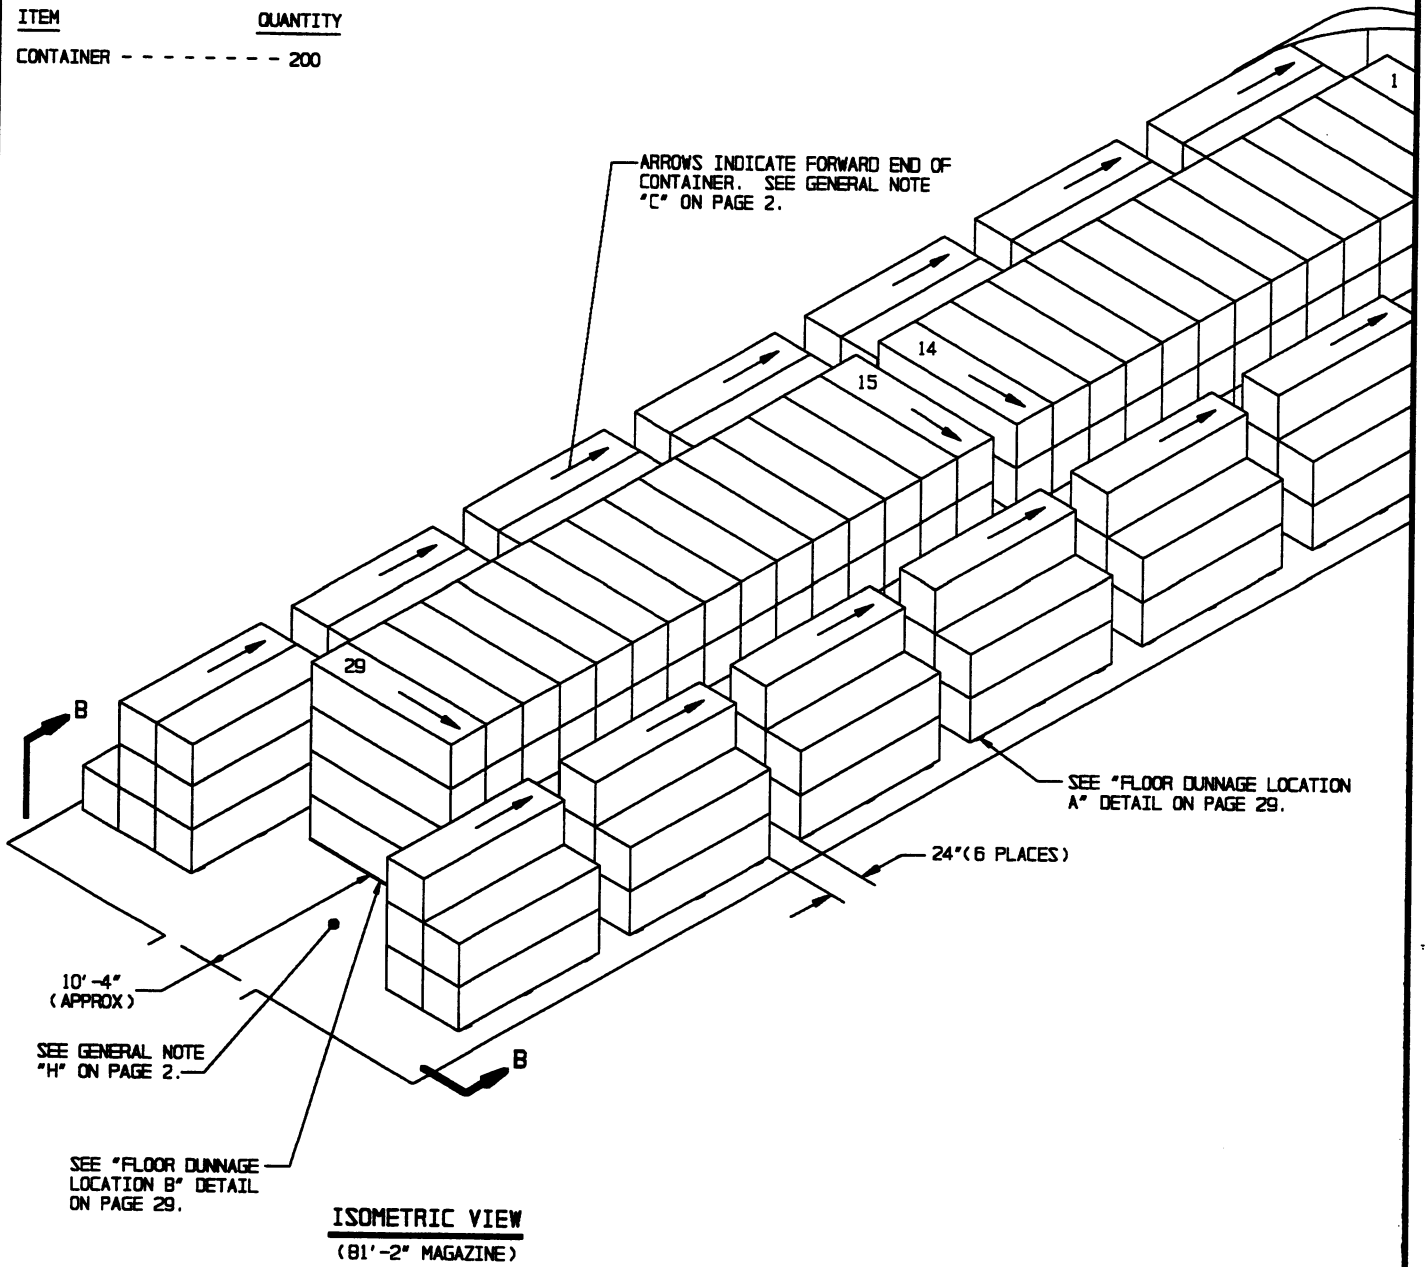 ITEM QUANTITY
CONTAINER - - - - - - - - - 200
ARROWS INDICATE FORWARD END OF
CONTAINER. SEE GENERAL NOTE
"C" ON PAGE 2.
1
14
15
29
B
SEE "FLOOR DUNNAGE LOCATION
A" DETAIL ON PAGE 29.
24"(6 PLACES)
10'-4"
(APPROX)
SEE GENERAL NOTE
"H" ON PAGE 2.
B
SEE "FLOOR DUNNAGE
LOCATION B" DETAIL
ON PAGE 29.
ISOMETRIC VIEW
(81'-2" MAGAZINE)